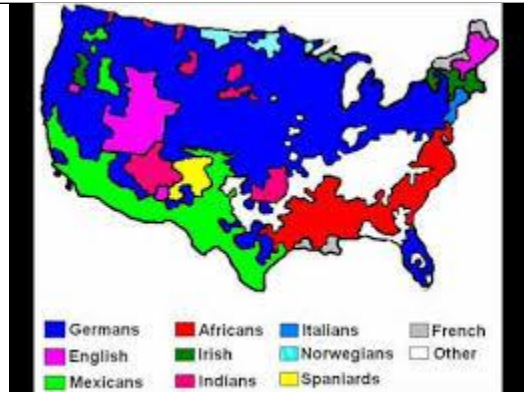 Germans Africans Italians French
English Irish Norwegians Other
Mexicans Indians Spaniards